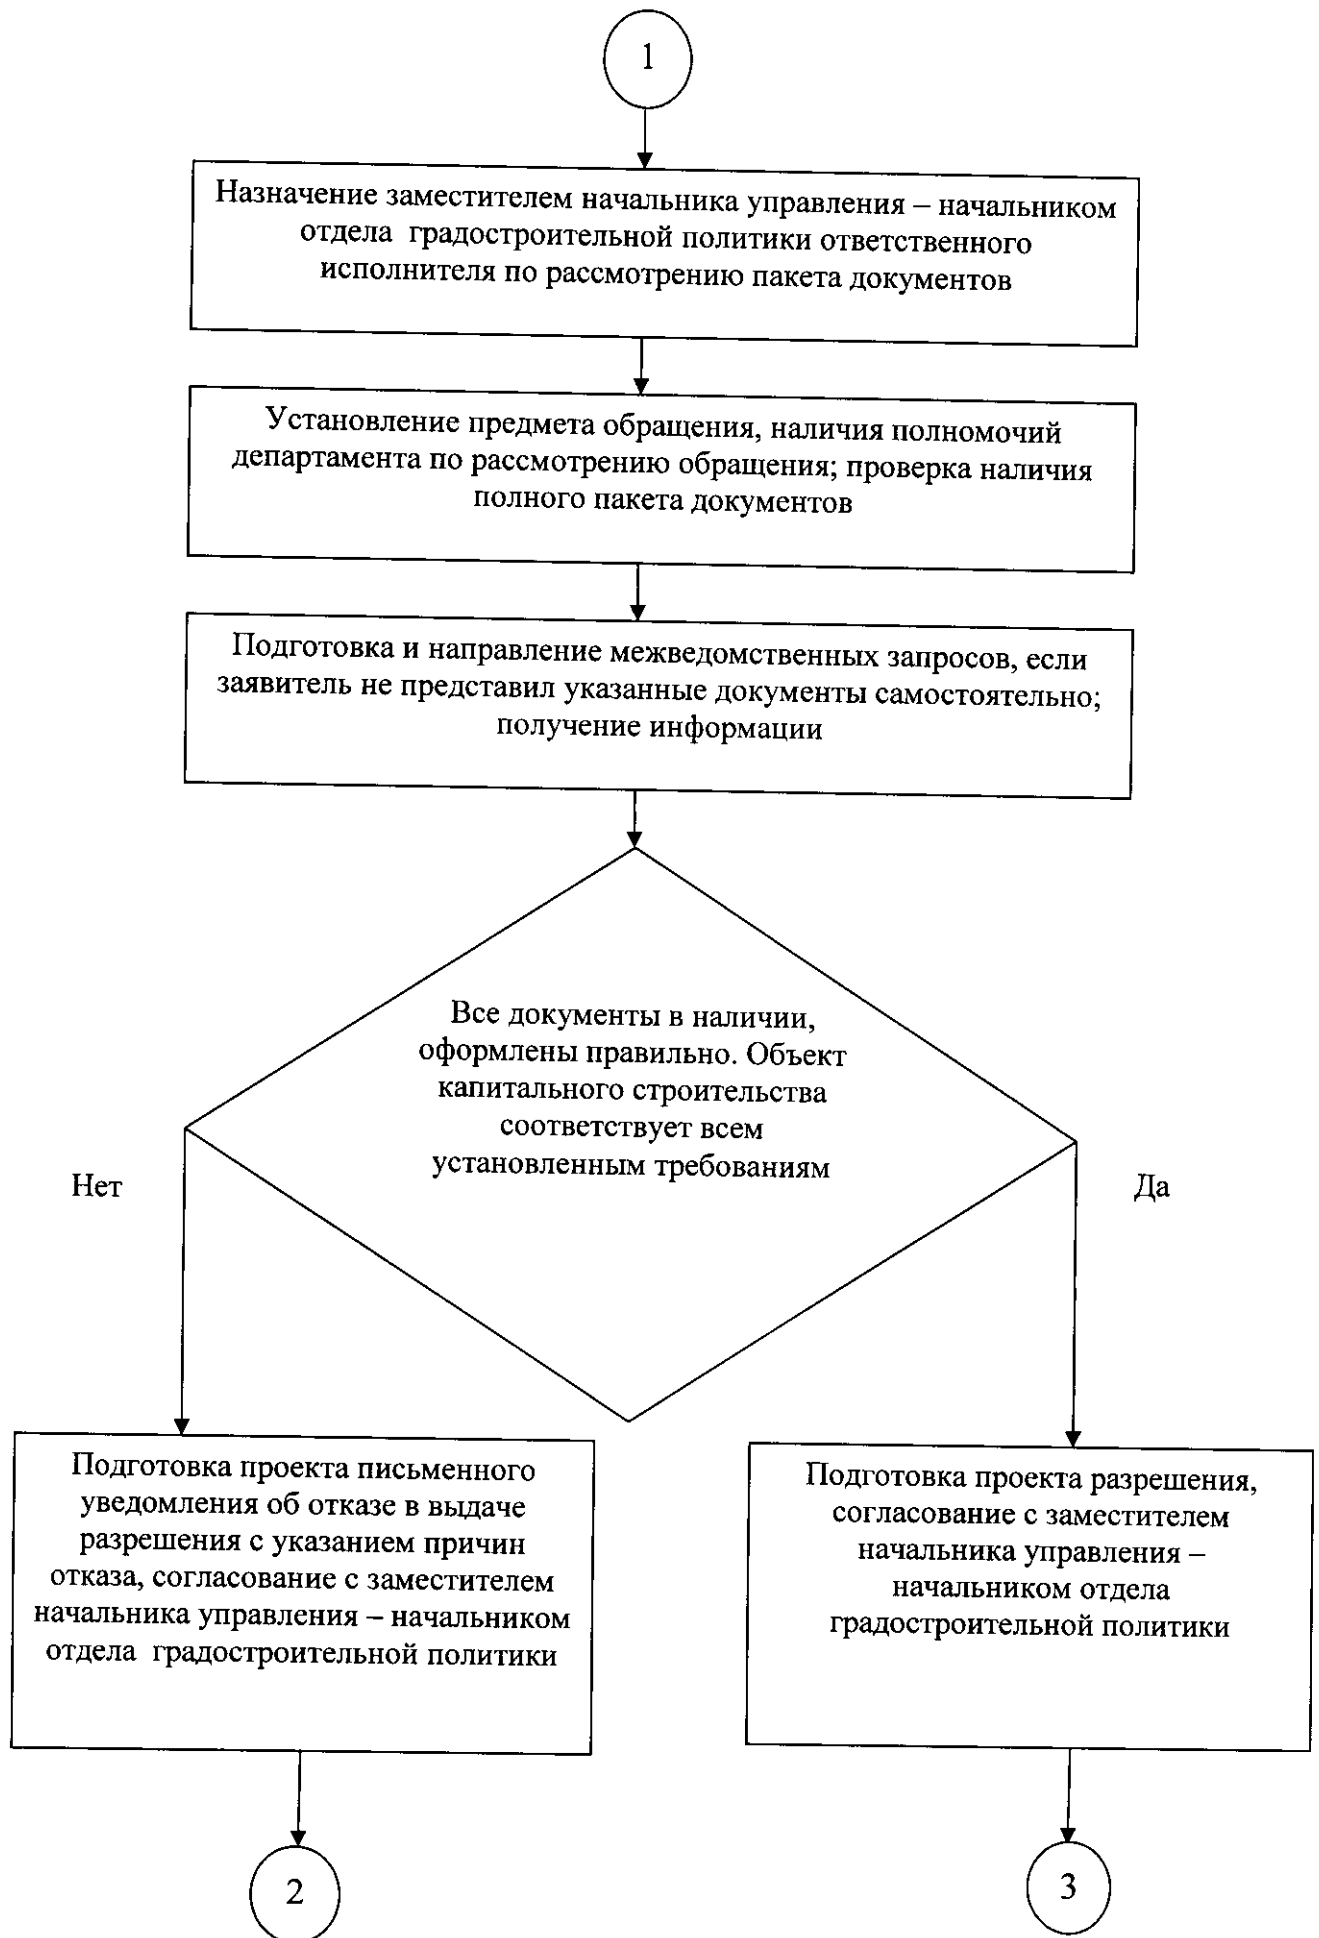 1
Назначение заместителем начальника управления – начальником
отдела градостроительной политики ответственного
исполнителя по рассмотрению пакета документов
Установление предмета обращения, наличия полномочий
департамента по рассмотрению обращения; проверка наличия
полного пакета документов
Подготовка и направление межведомственных запросов, если
заявитель не представил указанные документы самостоятельно;
получение информации
Все документы в наличии,
оформлены правильно. Объект
капитального строительства
соответствует всем
установленным требованиям
Нет
Да
Подготовка проекта письменного
уведомления об отказе в выдаче
разрешения с указанием причин
отказа, согласование с заместителем
начальника управления – начальником
отдела градостроительной политики
Подготовка проекта разрешения,
согласование с заместителем
начальника управления –
начальником отдела
градостроительной политики
2
3